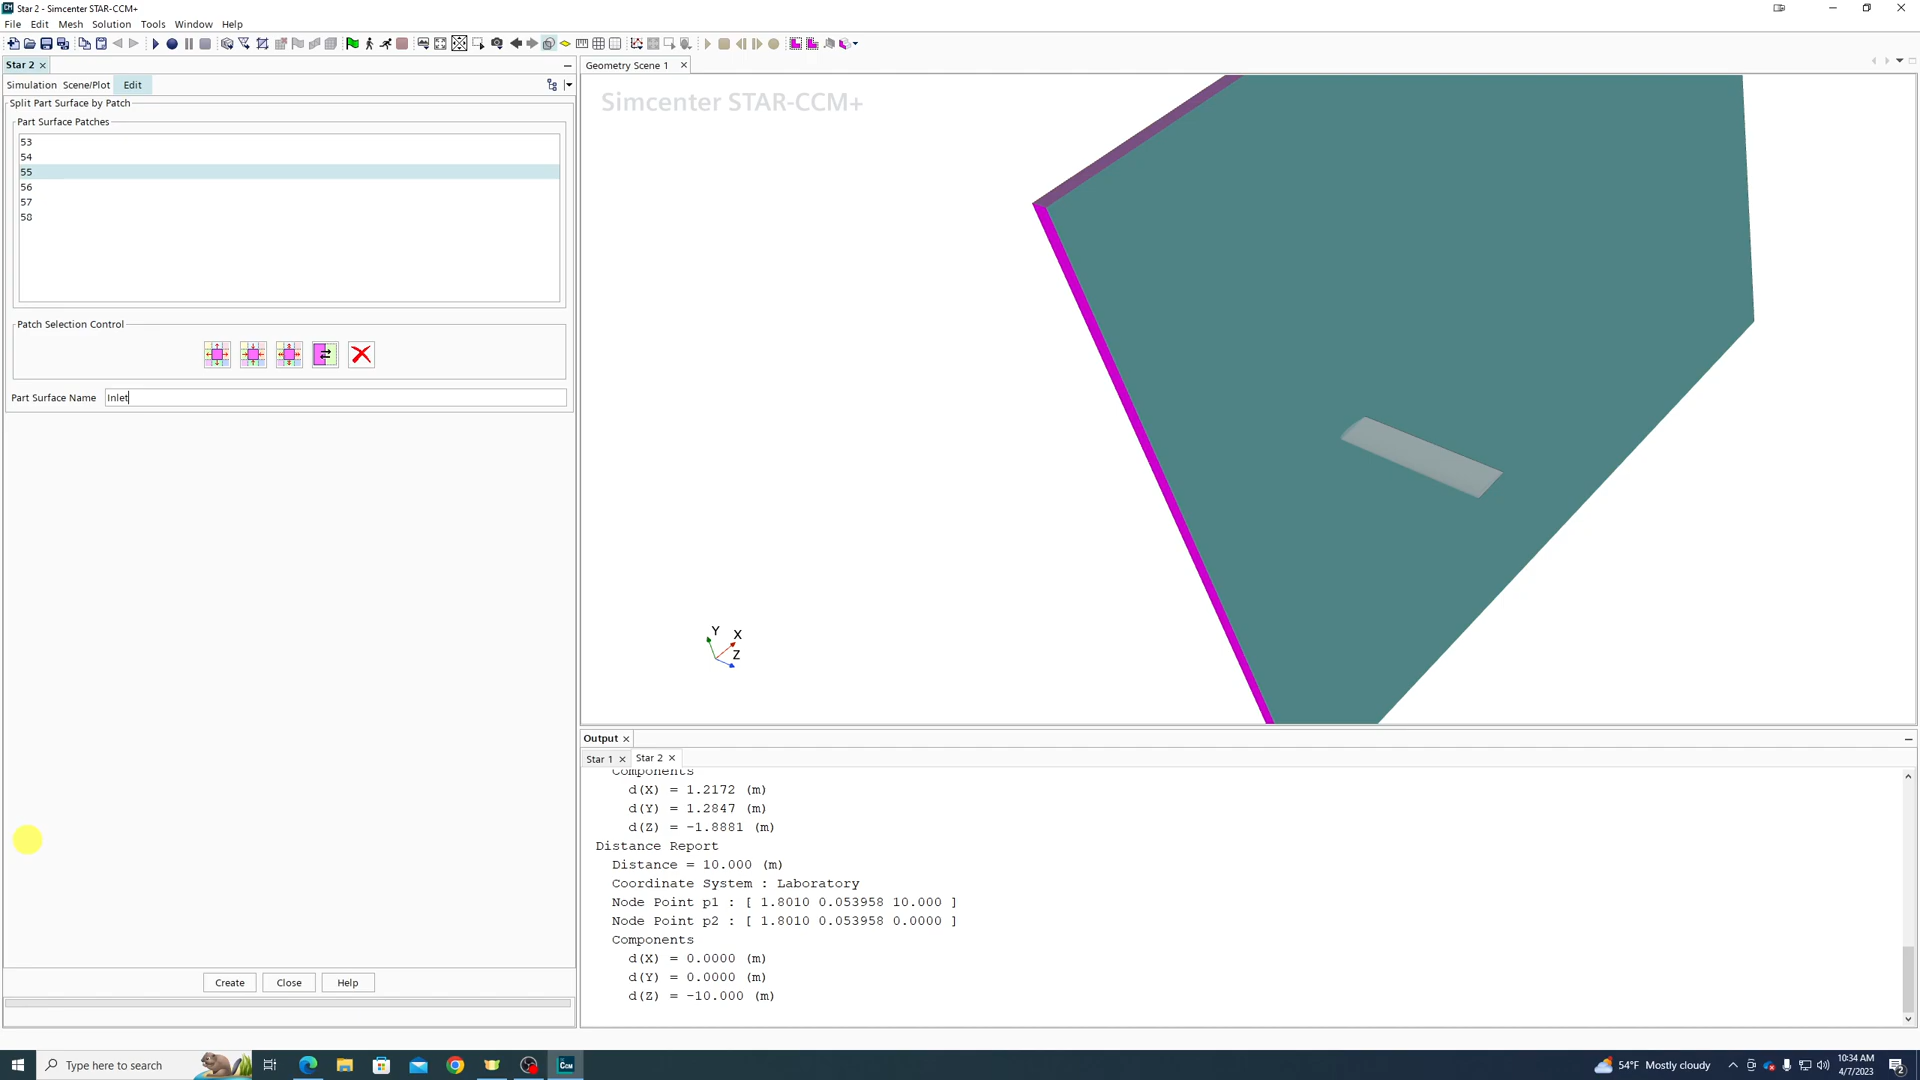 Star 2 - Simcenter STAR-CCM+
File Edit Mesh Solution Tools Window Help
Star 2
Simulation Scene/Plot Edit
Split Part Surface by Patch
Part Surface Patches
53
54
55
56
57
58
Patch Selection Control
Part Surface Name Inlet
Create Close Help
Geometry Scene 1
Simcenter STAR-CCM+
Y
X
Z
Output
Star 1 Star 2
Components
d(X) = 1.2172 (m)
d(Y) = 1.2847 (m)
d(Z) = -1.8881 (m)
Distance Report
Distance = 10.000 (m)
Coordinate System : Laboratory
Node Point p1 : [ 1.8010 0.053958 10.000 ]
Node Point p2 : [ 1.8010 0.053958 0.0000 ]
Components
d(X) = 0.0000 (m)
d(Y) = 0.0000 (m)
d(Z) = -10.000 (m)
Type here to search
54°F Mostly cloudy
10:34 AM
4/7/2023